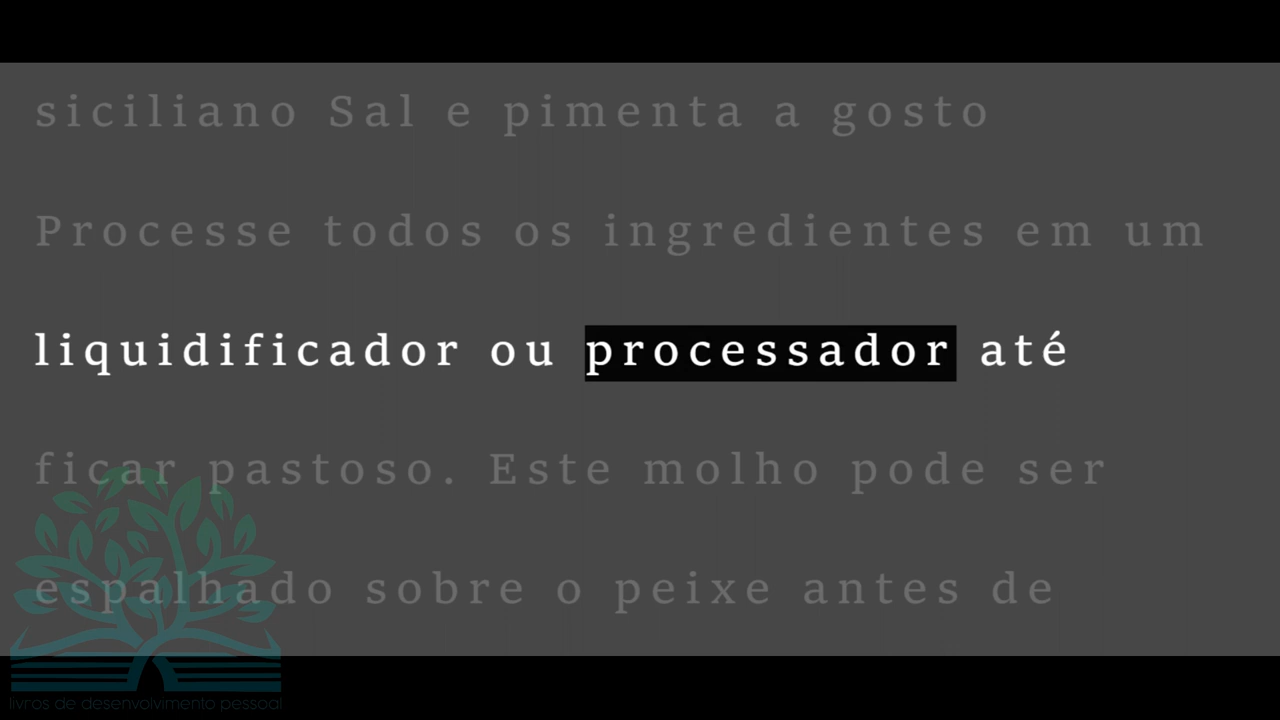 siciliano Sal e pimenta a gosto
Processe todos os ingredientes em um
liquidificador ou processador até
ficar pastoso. Este molho pode ser
espalhado sobre o peixe antes de
livros de desenvolvimento pessoal